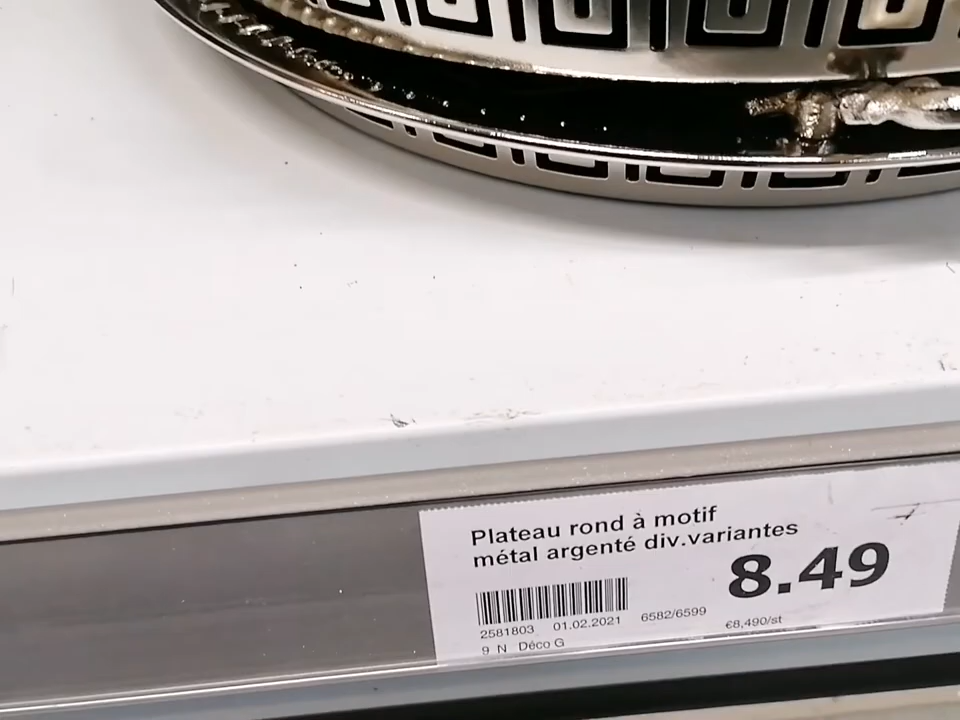 Plateau rond à motif
métal argenté div.variantes
8.49
2581803 01.02.2021 6582/6599
€8,490/st
9 N Déco G